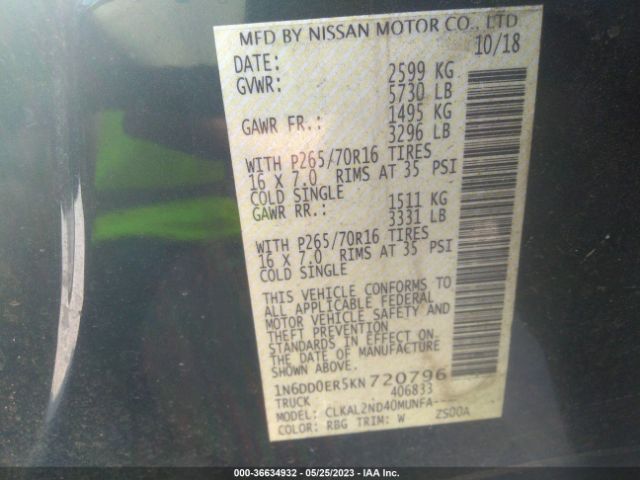 MFD BY NISSAN MOTOR CO., LTD
DATE: 10/18
GVWR: 2599 KG
5730 LB
GAWR FR.: 1495 KG
3296 LB
WITH P265/70R16 TIRES
16 X 7.0 RIMS AT 35 PSI
COLD SINGLE
GAWR RR.: 1511 KG
3331 LB
WITH P265/70R16 TIRES
16 X 7.0 RIMS AT 35 PSI
COLD SINGLE
THIS VEHICLE CONFORMS TO
ALL APPLICABLE FEDERAL
MOTOR VEHICLE SAFETY AND
THEFT PREVENTION
STANDARDS IN EFFECT ON
THE DATE OF MANUFACTURE
SHOWN ABOVE.
1N6DD0ER5KN720796
TRUCK 406833
MODEL: CLKAL2ND40MUNFA----
COLOR: RBG TRIM: W ZS00A
000-36634932 - 05/25/2023 - IAA Inc.